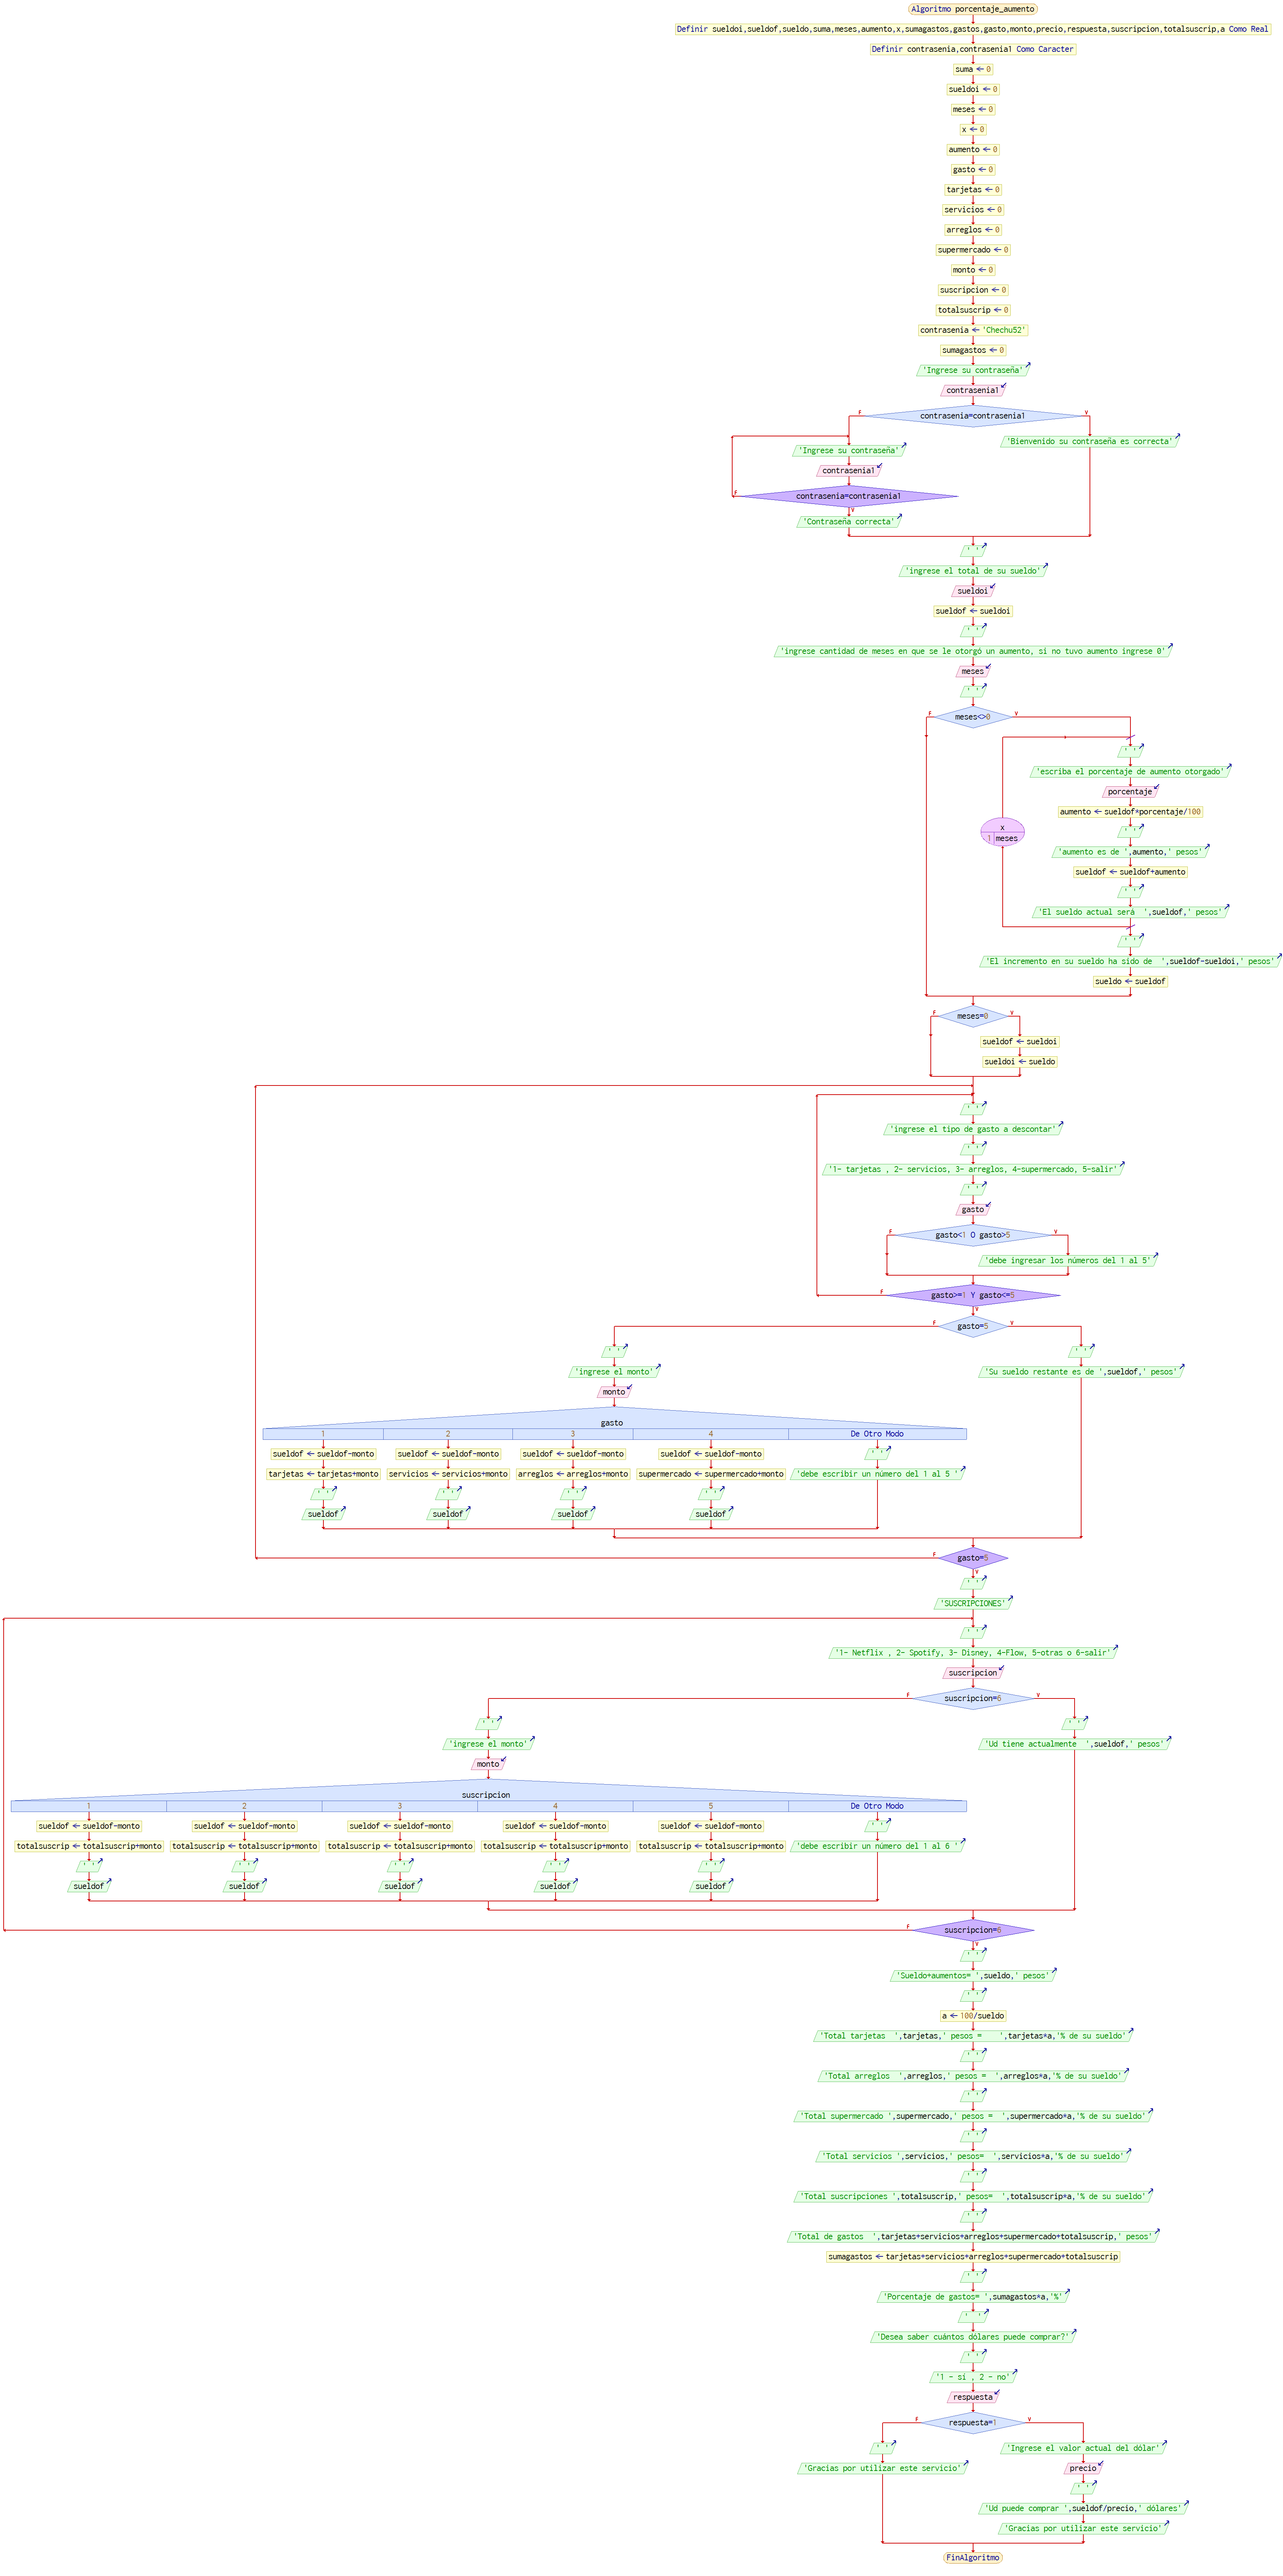 Algoritmo porcentaje_aumento
Definir sueldoi,sueldof,sueldo,suma,meses,aumento,x,sumagastos,gastos,gasto,monto,precio,respuesta,suscripcion,totalsuscrip,a Como Real
Definir contrasenia,contrasenia1 Como Caracter
suma ← 0
sueldoi ← 0
meses ← 0
x ← 0
aumento ← 0
gasto ← 0
tarjetas ← 0
servicios ← 0
arreglos ← 0
supermercado ← 0
monto ← 0
suscripcion ← 0
totalsuscrip ← 0
contrasenia ← 'Chechu52'
sumagastos ← 0
'Ingrese su contraseña'
contrasenia1
F contrasenia=contrasenia1 V
'Bienvenido su contraseña es correcta'
'Ingrese su contraseña'
contrasenia1
F contrasenia=contrasenia1
V
'Contraseña correcta'
' '
'ingrese el total de su sueldo'
sueldoi
sueldof ← sueldoi
' '
'ingrese cantidad de meses en que se le otorgó un aumento, si no tuvo aumento ingrese 0'
meses
' '
F meses<>0 V
' '
'escriba el porcentaje de aumento otorgado'
porcentaje
aumento ← sueldof*porcentaje/100
x
1 meses
' '
'aumento es de ',aumento,' pesos'
sueldof ← sueldof+aumento
' '
'El sueldo actual será  ',sueldof,' pesos'
' '
'El incremento en su sueldo ha sido de  ',sueldof-sueldoi,' pesos'
sueldo ← sueldof
F meses=0 V
sueldof ← sueldoi
sueldoi ← sueldo
' '
'ingrese el tipo de gasto a descontar'
' '
'1- tarjetas , 2- servicios, 3- arreglos, 4-supermercado, 5-salir'
' '
gasto
F gasto<1 O gasto>5 V
'debe ingresar los números del 1 al 5'
F gasto>=1 Y gasto<=5
V
F gasto=5 V
' ' ' '
'ingrese el monto' 'Su sueldo restante es de ',sueldof,' pesos'
monto
gasto
1 2 3 4 De Otro Modo
sueldof ← sueldof-monto sueldof ← sueldof-monto sueldof ← sueldof-monto sueldof ← sueldof-monto ' '
tarjetas ← tarjetas+monto servicios ← servicios+monto arreglos ← arreglos+monto supermercado ← supermercado+monto 'debe escribir un número del 1 al 5 '
' ' ' ' ' ' ' '
sueldof sueldof sueldof sueldof
F gasto=5
V
' '
'SUSCRIPCIONES'
' '
'1- Netflix , 2- Spotify, 3- Disney, 4-Flow, 5-otras o 6-salir'
suscripcion
F suscripcion=6 V
' ' ' '
'ingrese el monto' 'Ud tiene actualmente  ',sueldof,' pesos'
monto
suscripcion
1 2 3 4 5 De Otro Modo
sueldof ← sueldof-monto sueldof ← sueldof-monto sueldof ← sueldof-monto sueldof ← sueldof-monto sueldof ← sueldof-monto ' '
totalsuscrip ← totalsuscrip+monto totalsuscrip ← totalsuscrip+monto totalsuscrip ← totalsuscrip+monto totalsuscrip ← totalsuscrip+monto totalsuscrip ← totalsuscrip+monto 'debe escribir un número del 1 al 6 '
' ' ' ' ' ' ' ' ' '
sueldof sueldof sueldof sueldof sueldof
F suscripcion=6
V
' '
'Sueldo+aumentos= ',sueldo,' pesos'
' '
a ← 100/sueldo
'Total tarjetas  ',tarjetas,' pesos =    ',tarjetas*a,'% de su sueldo'
' '
'Total arreglos  ',arreglos,' pesos =  ',arreglos*a,'% de su sueldo'
' '
'Total supermercado ',supermercado,' pesos =  ',supermercado*a,'% de su sueldo'
' '
'Total servicios ',servicios,' pesos=  ',servicios*a,'% de su sueldo'
' '
'Total suscripciones ',totalsuscrip,' pesos=  ',totalsuscrip*a,'% de su sueldo'
' '
'Total de gastos  ',tarjetas+servicios+arreglos+supermercado+totalsuscrip,' pesos'
sumagastos ← tarjetas+servicios+arreglos+supermercado+totalsuscrip
' '
'Porcentaje de gastos= ',sumagastos*a,'%'
'  '
'Desea saber cuántos dólares puede comprar?'
' '
'1 - si , 2 - no'
respuesta
F respuesta=1 V
' ' 'Ingrese el valor actual del dólar'
'Gracias por utilizar este servicio' precio
' '
'Ud puede comprar ',sueldof/precio,' dólares'
'Gracias por utilizar este servicio'
FinAlgoritmo